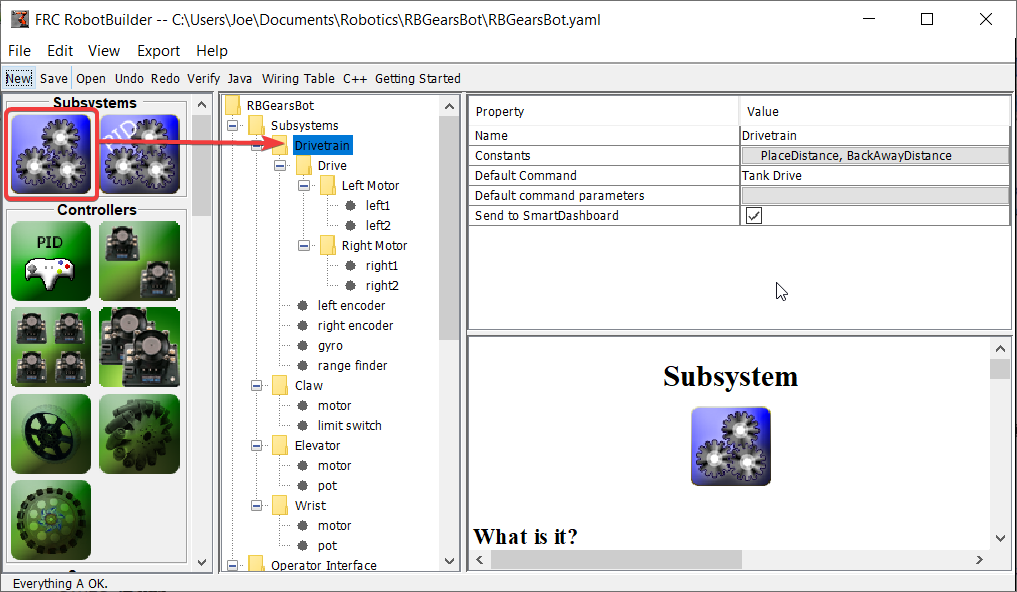 FRC RobotBuilder -- C:\Users\Joe\Documents\Robotics\RBGearsBot\RBGearsBot.yaml
File Edit View Export Help
New Save Open Undo Redo Verify Java Wiring Table C++ Getting Started
Subsystems
PID
Controllers
PID
RBGearsBot
Subsystems
Drivetrain
Drive
Left Motor
left1
left2
Right Motor
right1
right2
left encoder
right encoder
gyro
range finder
Claw
motor
limit switch
Elevator
motor
pot
Wrist
motor
pot
Operator Interface
Property Value
Name Drivetrain
Constants PlaceDistance, BackAwayDistance
Default Command Tank Drive
Default command parameters
Send to SmartDashboard
Subsystem
What is it?
Everything A OK.